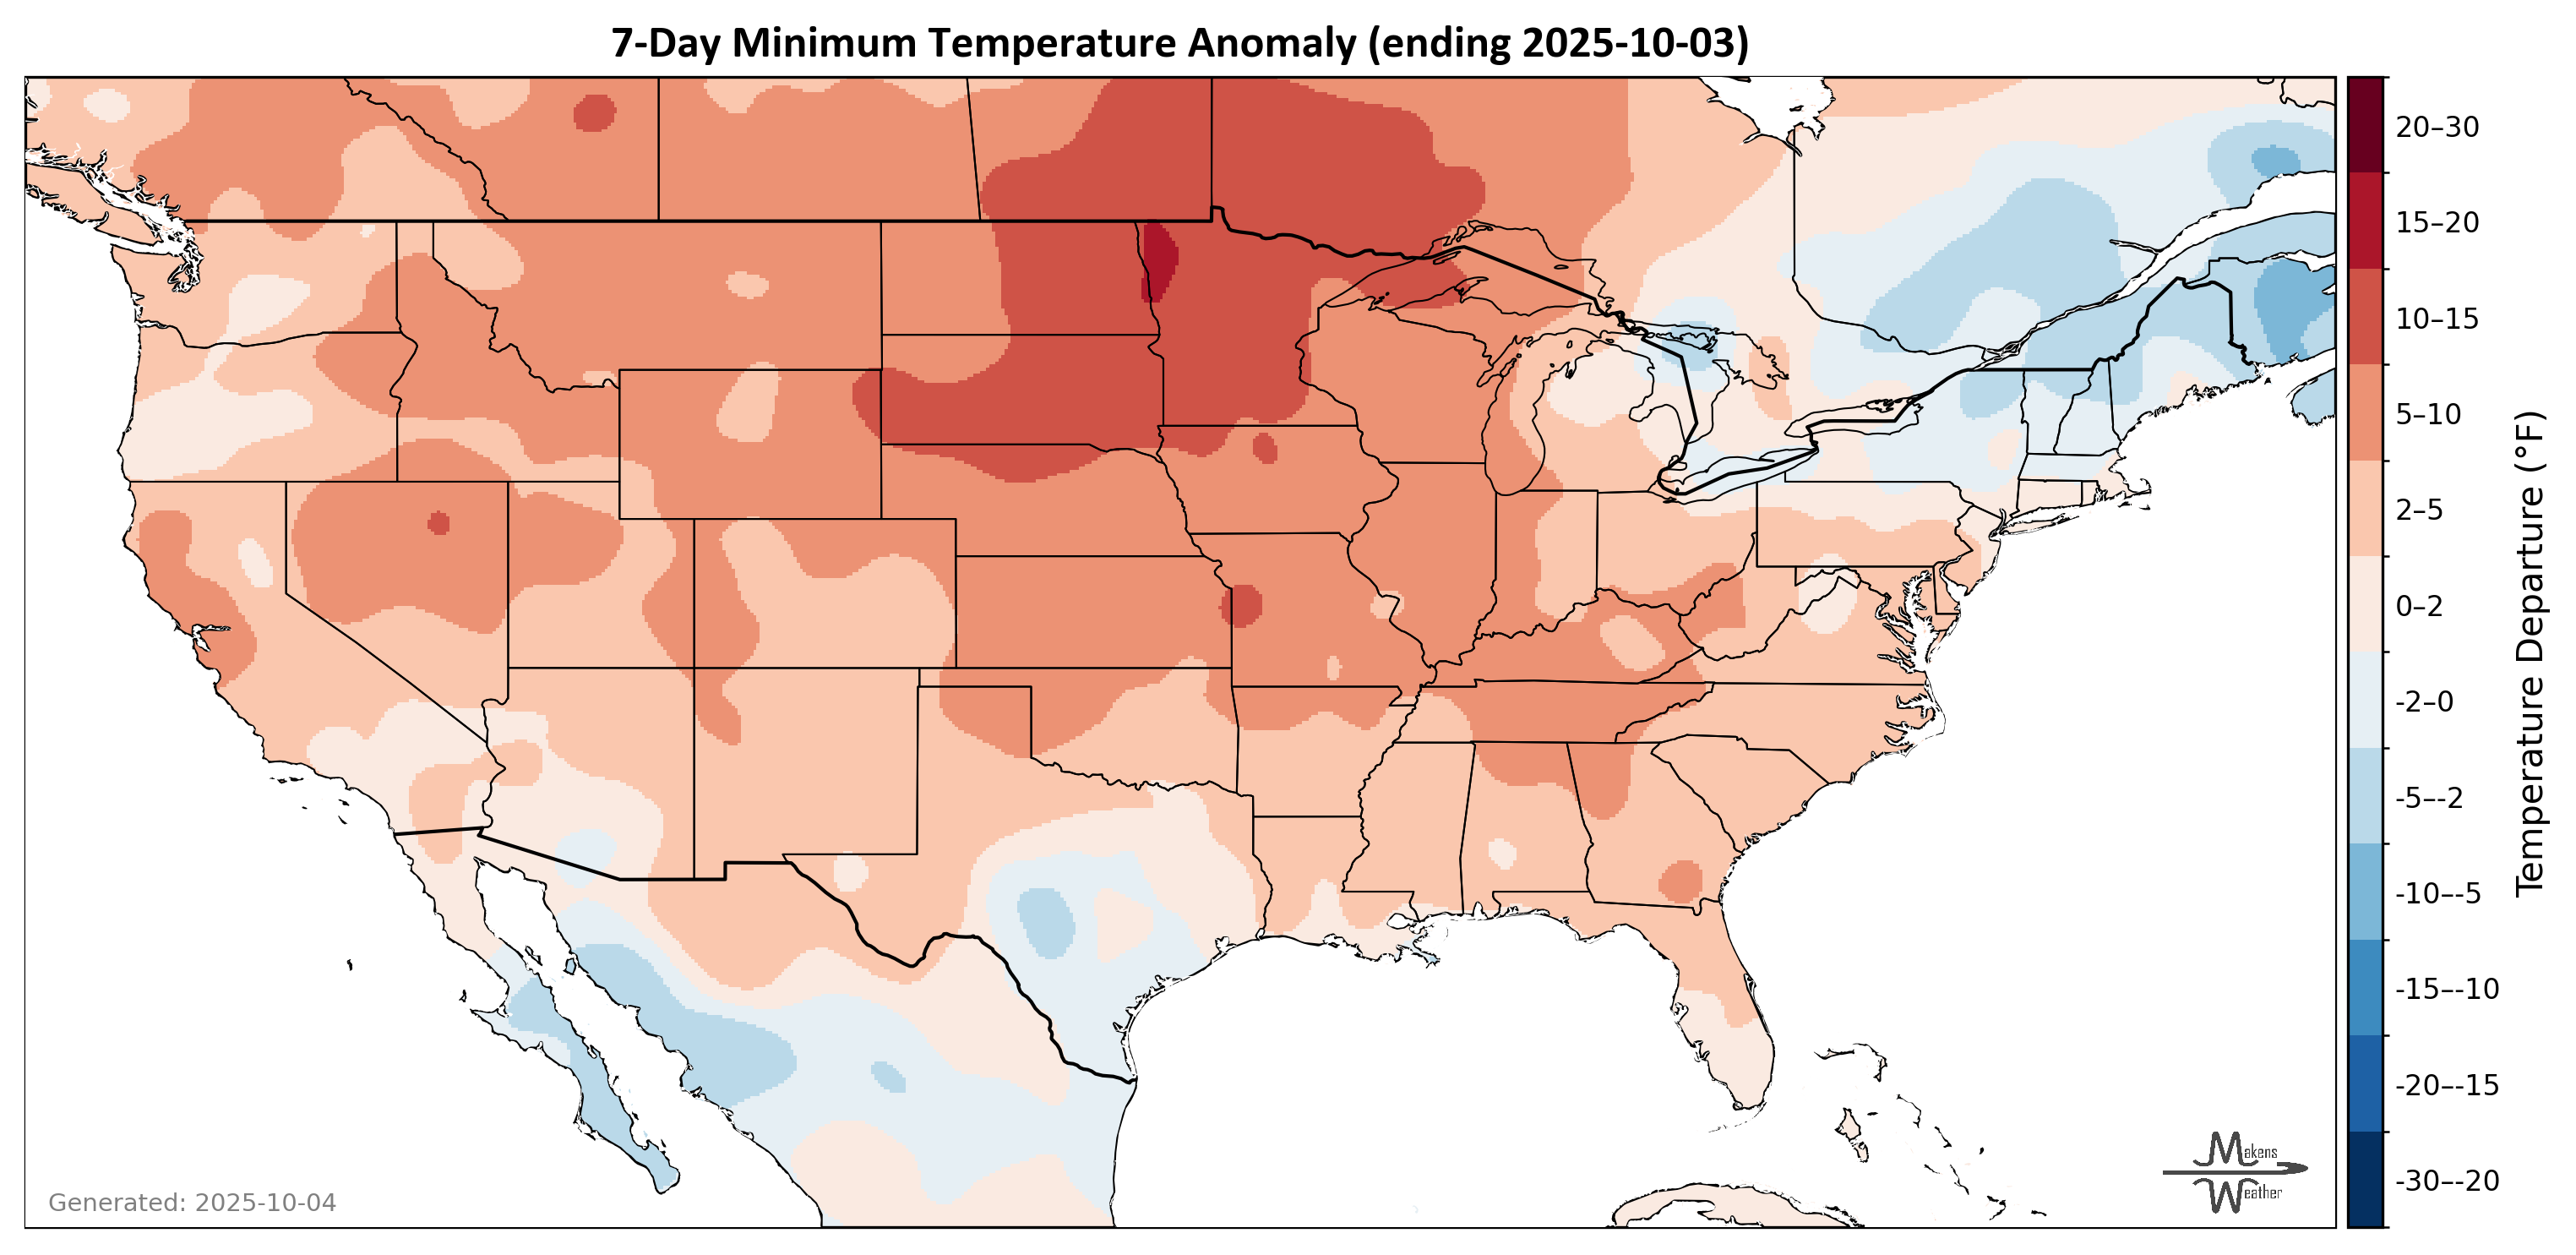 7-Day Minimum Temperature Anomaly (ending 2025-10-03)
20–30
15–20
10–15
5–10
2–5
0–2
-2–0
-5–-2
-10–-5
-15–-10
-20–-15
-30–-20
Temperature Departure (°F)
Makens
Weather
Generated: 2025-10-04